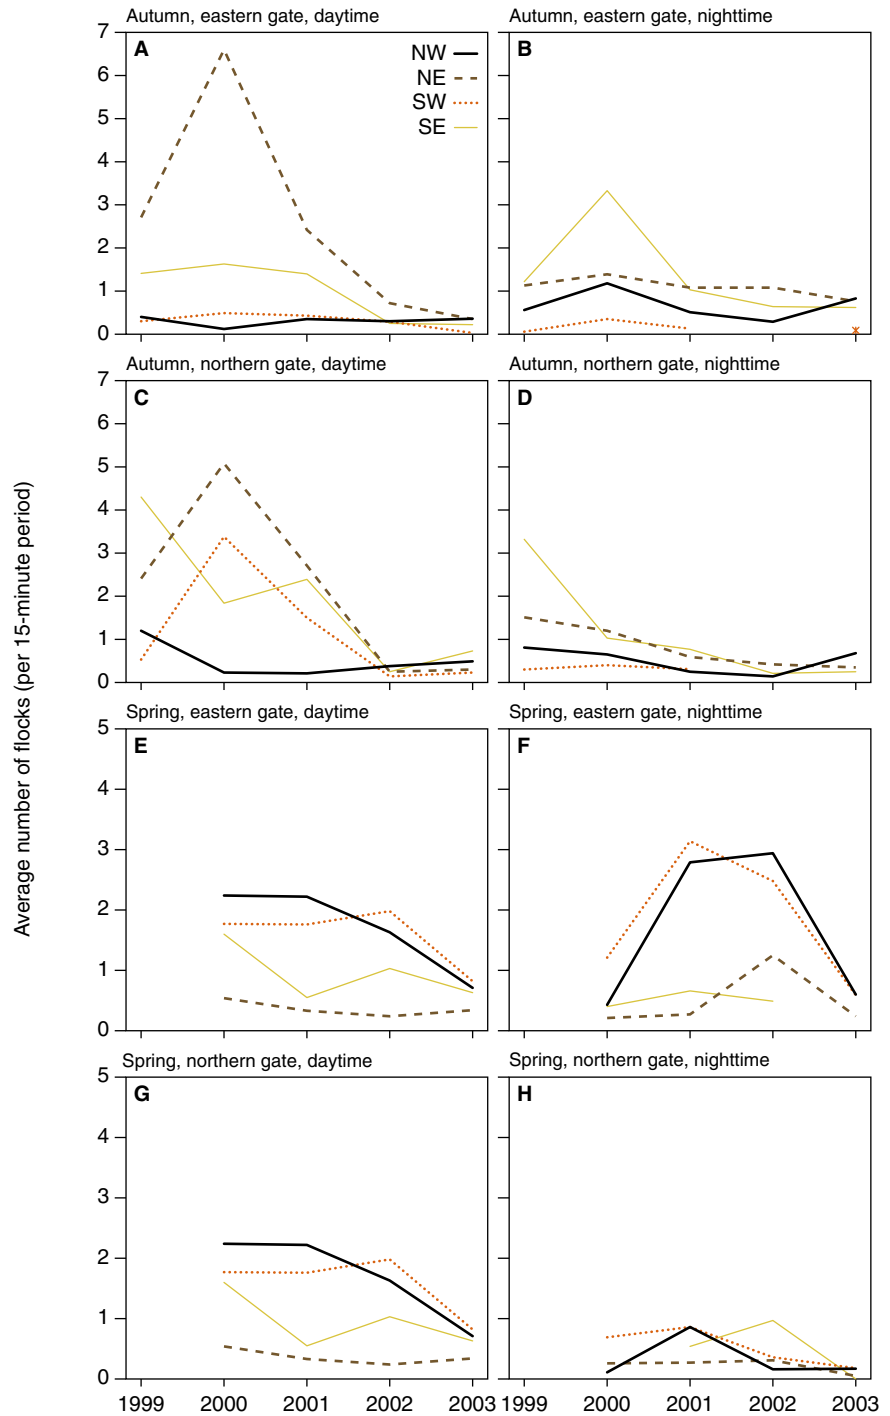 Average number of flocks (per 15-minute period)
Autumn, eastern gate, daytime
A
NW
NE
SW
SE
7
6
5
4
3
2
1
0
Autumn, eastern gate, nighttime
B
Autumn, northern gate, daytime
C
7
6
5
4
3
2
1
0
Autumn, northern gate, nighttime
D
Spring, eastern gate, daytime
E
5
4
3
2
1
0
Spring, eastern gate, nighttime
F
Spring, northern gate, daytime
G
5
4
3
2
1
0
1999 2000 2001 2002 2003
Spring, northern gate, nighttime
H
1999 2000 2001 2002 2003